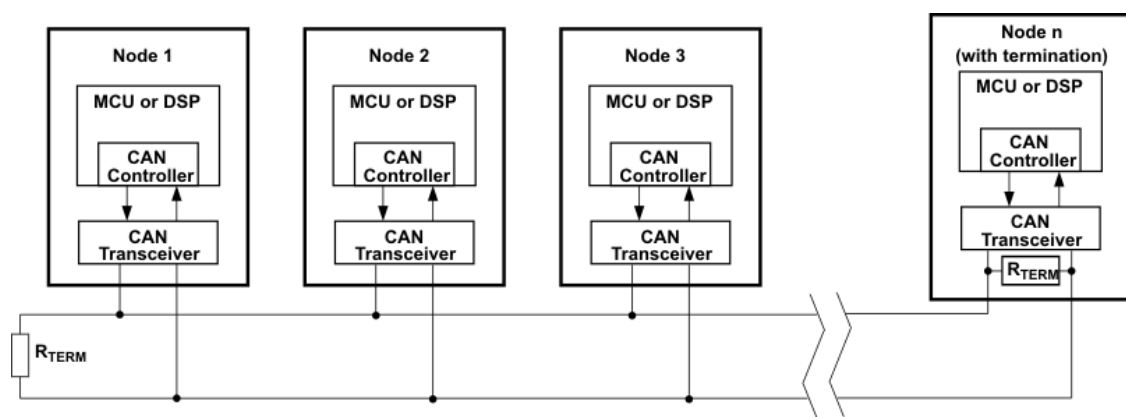 Node 1
MCU or DSP
CAN
Controller
CAN
Transceiver
Node 2
MCU or DSP
CAN
Controller
CAN
Transceiver
Node 3
MCU or DSP
CAN
Controller
CAN
Transceiver
Node n
(with termination)
MCU or DSP
CAN
Controller
CAN
Transceiver
RTERM
RTERM